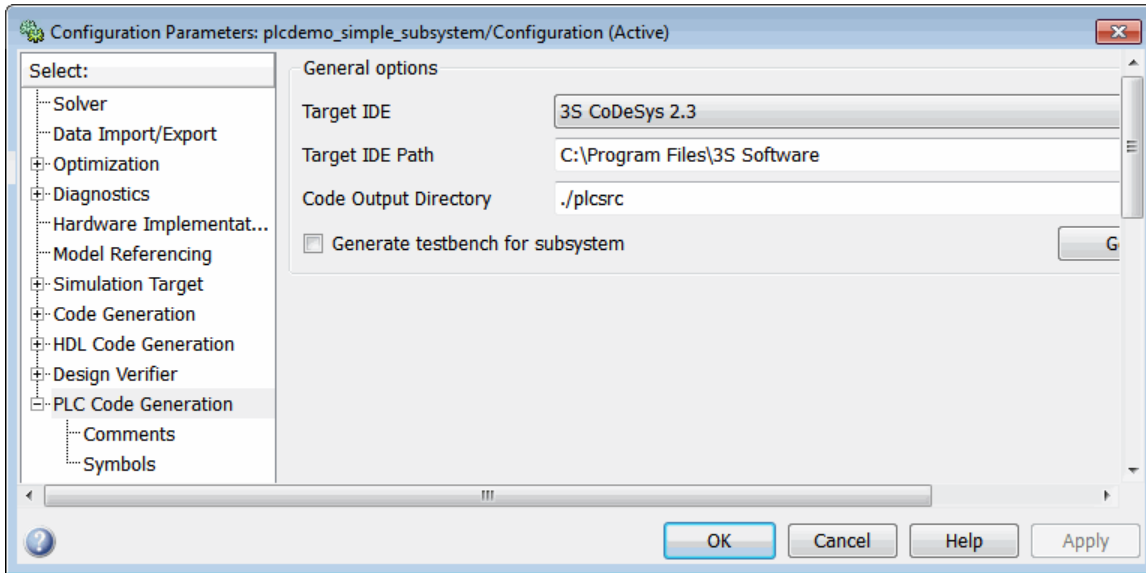 Configuration Parameters: plcdemo_simple_subsystem/Configuration (Active)
Select:
Solver
Data Import/Export
Optimization
Diagnostics
Hardware Implementat...
Model Referencing
Simulation Target
Code Generation
HDL Code Generation
Design Verifier
PLC Code Generation
Comments
Symbols
General options
Target IDE
3S CoDeSys 2.3
Target IDE Path
C:\Program Files\3S Software
Code Output Directory
./plcsrc
Generate testbench for subsystem
OK
Cancel
Help
Apply